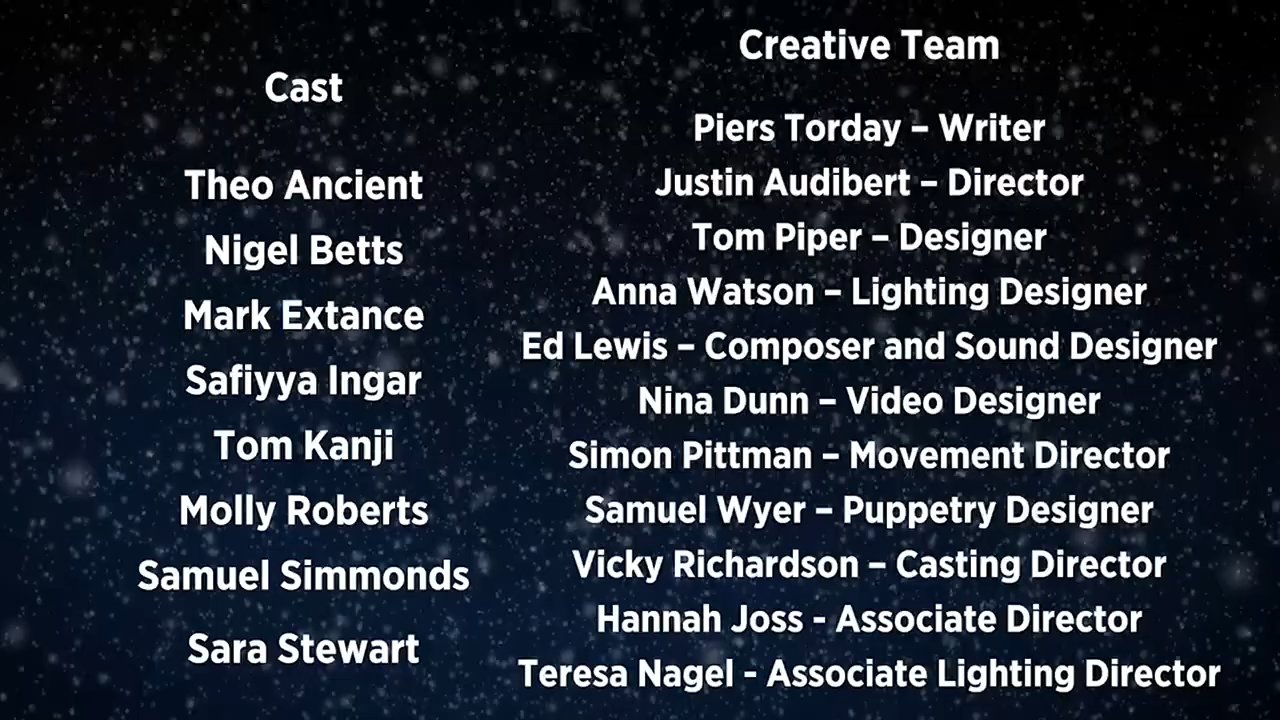 Cast
Theo Ancient
Nigel Betts
Mark Extance
Safiyya Ingar
Tom Kanji
Molly Roberts
Samuel Simmonds
Sara Stewart
Creative Team
Piers Torday – Writer
Justin Audibert – Director
Tom Piper – Designer
Anna Watson – Lighting Designer
Ed Lewis – Composer and Sound Designer
Nina Dunn – Video Designer
Simon Pittman – Movement Director
Samuel Wyer – Puppetry Designer
Vicky Richardson – Casting Director
Hannah Joss - Associate Director
Teresa Nagel - Associate Lighting Director